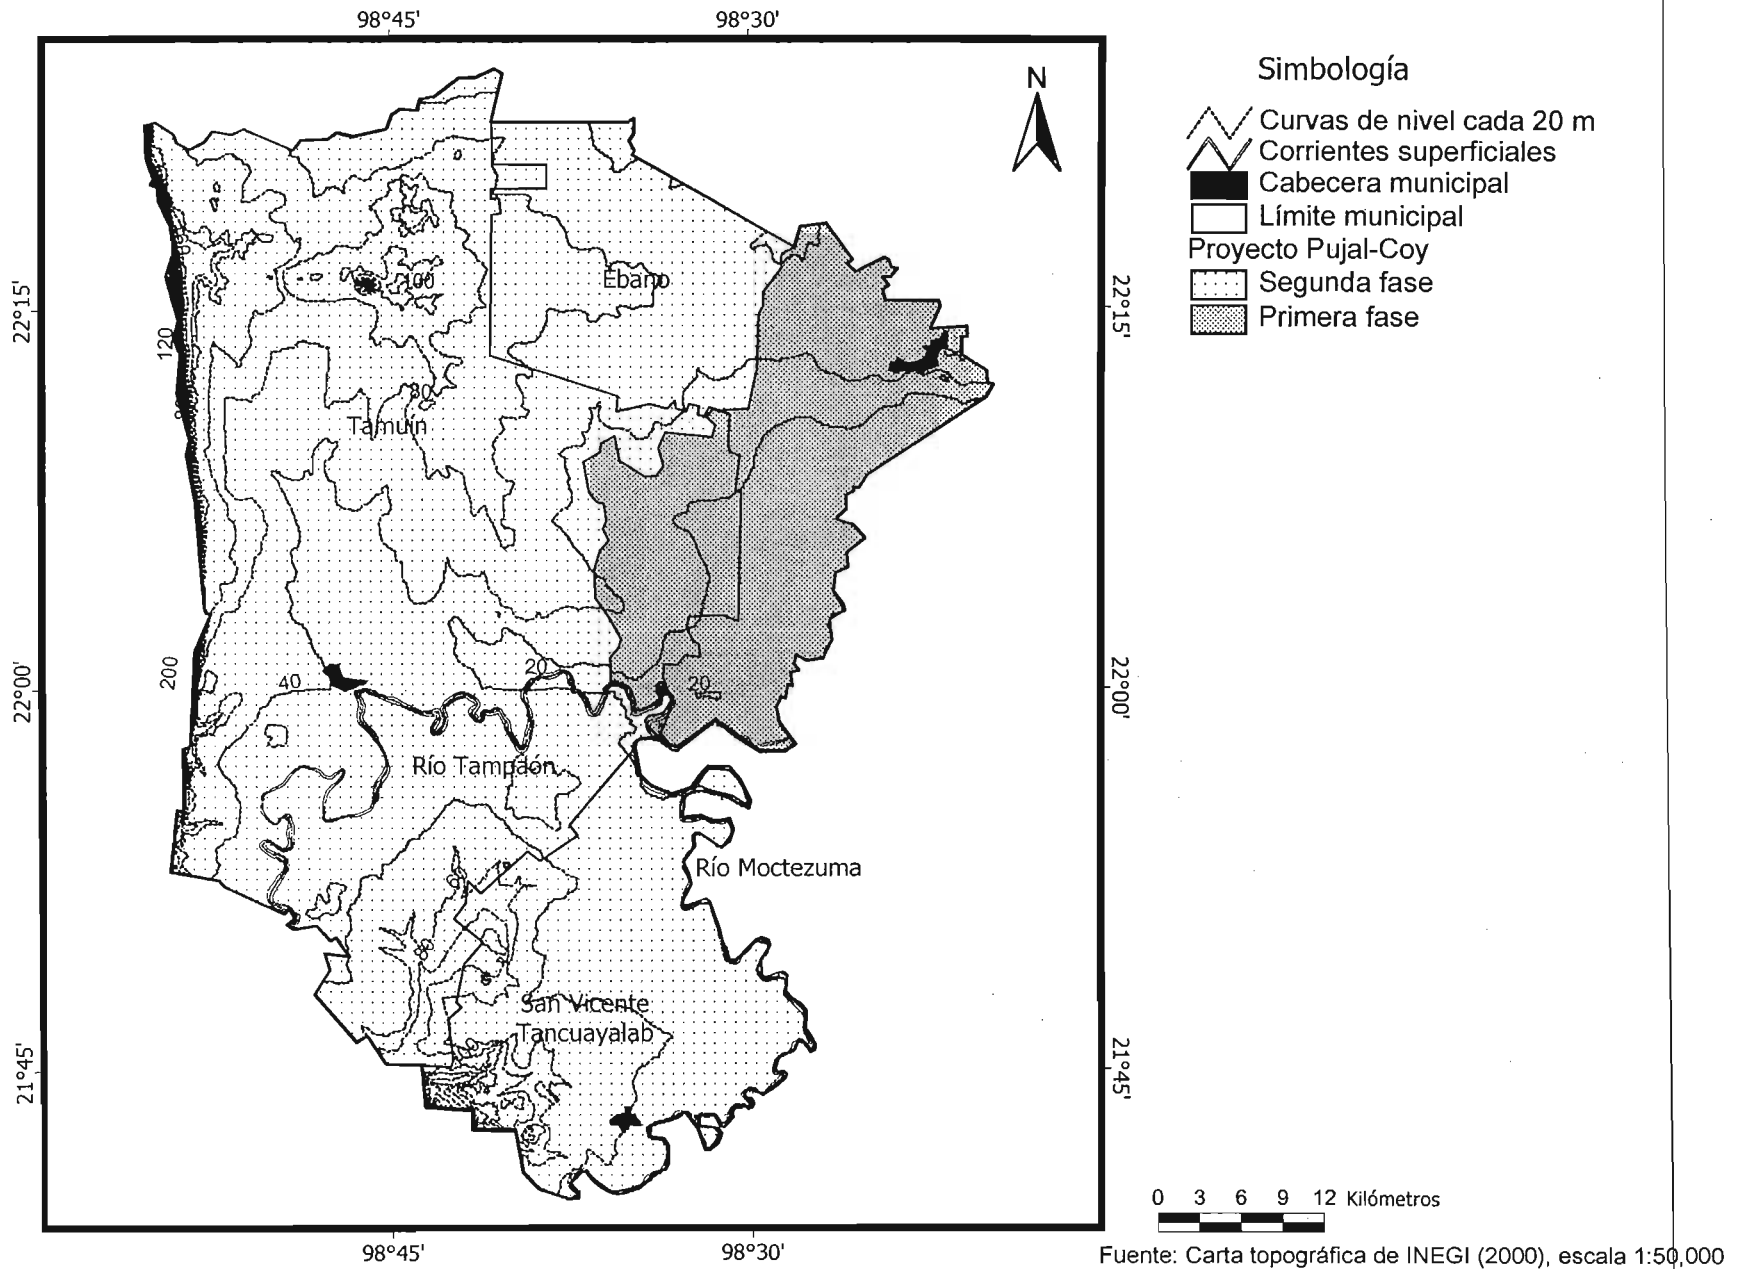 98°45' 98°30'
N
Simbología
Curvas de nivel cada 20 m
Corrientes superficiales
Cabecera municipal
Límite municipal
Proyecto Pujal-Coy
Segunda fase
Primera fase
22°15'
22°15'
100
Ebano
120
80
Tamuín
200
40
20
20
22°00'
22°00'
Río Tampaón
Río Moctezuma
San Vicente
Tancuayalab
21°45'
21°45'
0 3 6 9 12 Kilómetros
98°45' 98°30'
Fuente: Carta topográfica de INEGI (2000), escala 1:50,000